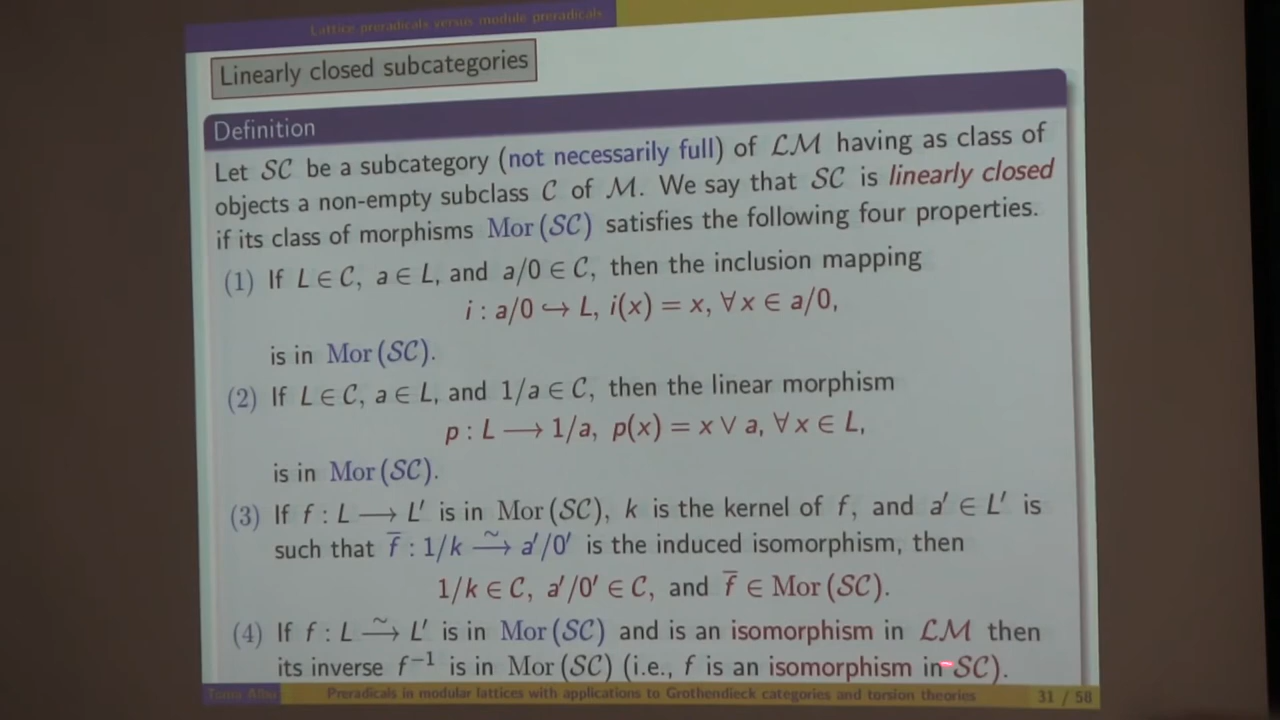 Lattice preradicals versus module preradicals
Linearly closed subcategories
Definition
Let SC be a subcategory (not necessarily full) of ℒℳ having as class of
objects a non-empty subclass C of ℳ. We say that SC is linearly closed
if its class of morphisms Mor (SC) satisfies the following four properties.
(1) If L ∈ C, a ∈ L, and a/0 ∈ C, then the inclusion mapping
i : a/0 ↪ L, i(x) = x, ∀ x ∈ a/0,
is in Mor (SC).
(2) If L ∈ C, a ∈ L, and 1/a ∈ C, then the linear morphism
p : L ⟶ 1/a, p(x) = x ∨ a, ∀ x ∈ L,
is in Mor (SC).
(3) If f : L ⟶ L′ is in Mor (SC), k is the kernel of f, and a′ ∈ L′ is
such that f̄ : 1/k ⥲ a′/0′ is the induced isomorphism, then
1/k ∈ C, a′/0′ ∈ C, and f̄ ∈ Mor (SC).
(4) If f : L ⥲ L′ is in Mor (SC) and is an isomorphism in ℒℳ then
its inverse f⁻¹ is in Mor (SC) (i.e., f is an isomorphism in SC).
Toma Albu Preradicals in modular lattices with applications to Grothendieck categories and torsion theories 31 / 58